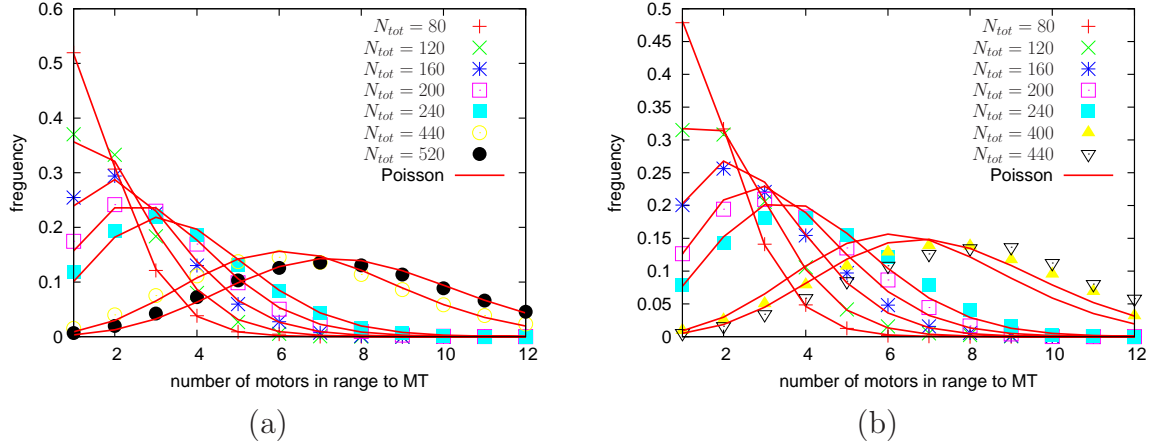 0.6
0.5
0.4
0.3
0.2
0.1
0
2 4 6 8 10 12
freguency
number of motors in range to MT
N_tot = 80
N_tot = 120
N_tot = 160
N_tot = 200
N_tot = 240
N_tot = 440
N_tot = 520
Poisson
(a)
0.5
0.45
0.4
0.35
0.3
0.25
0.2
0.15
0.1
0.05
0
2 4 6 8 10 12
freguency
number of motors in range to MT
N_tot = 80
N_tot = 120
N_tot = 160
N_tot = 200
N_tot = 240
N_tot = 400
N_tot = 440
Poisson
(b)